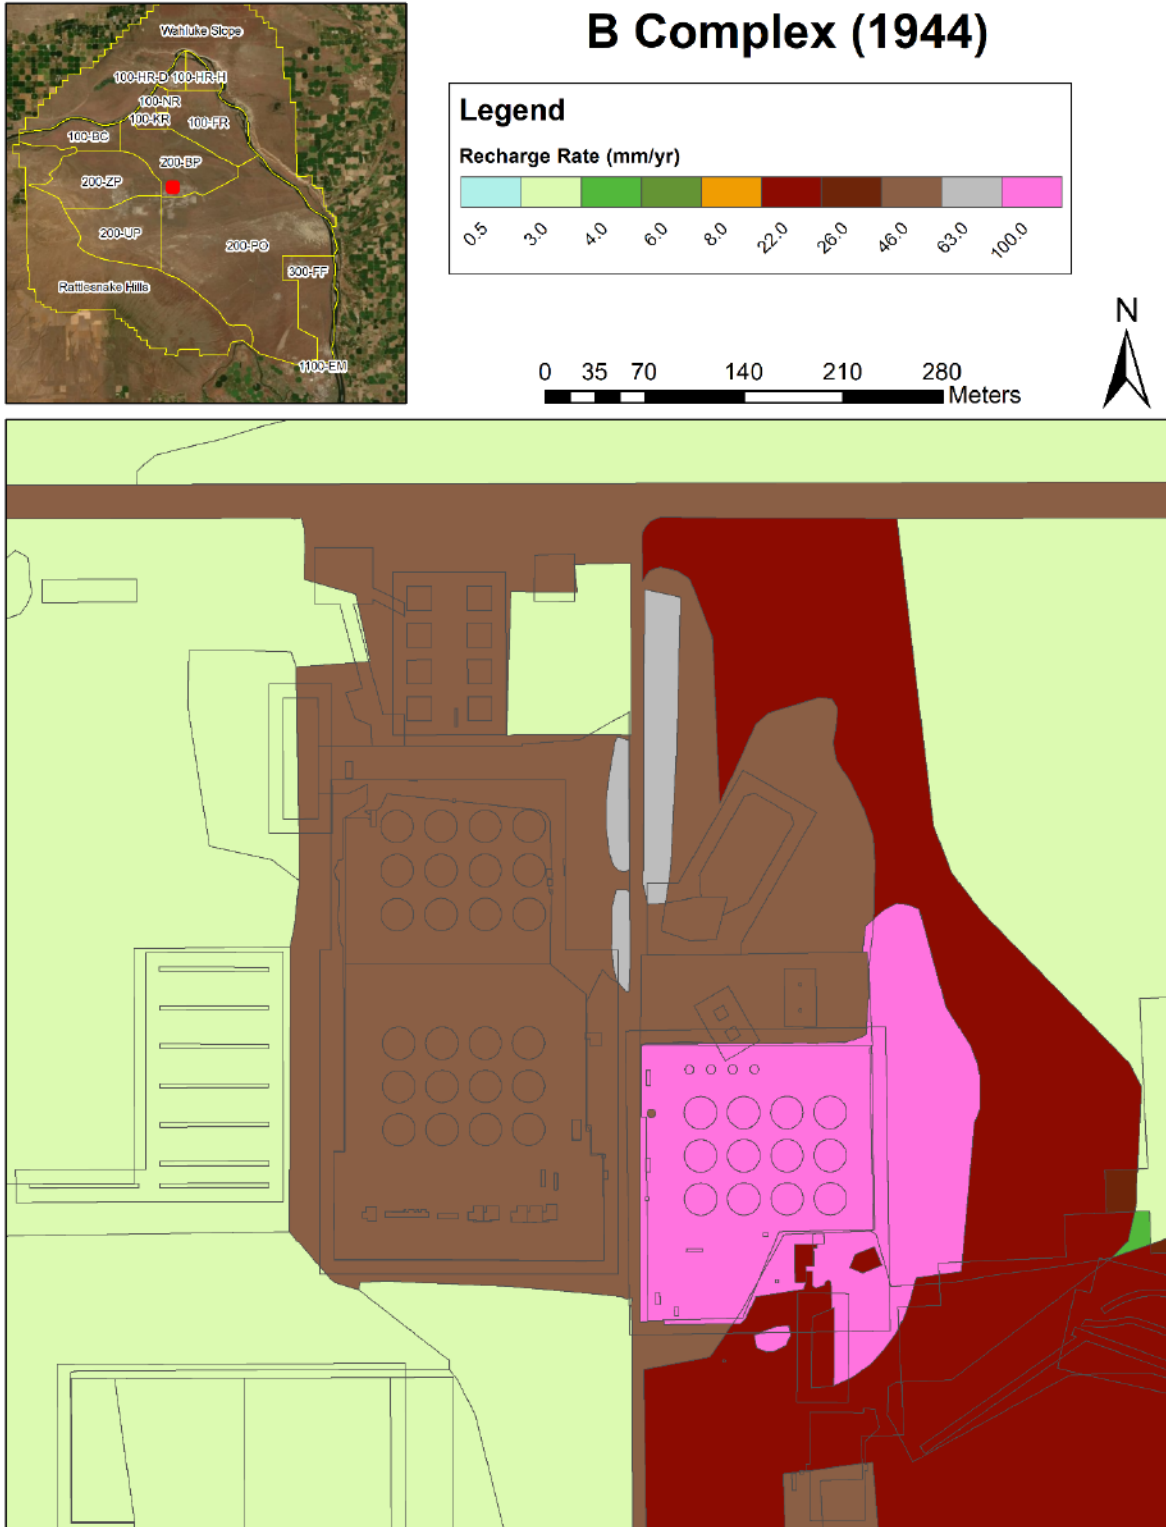 B Complex (1944)
Wahluke Slope
100-HR-D
100-HR-H
100-NR
100-KR
100-FR
100-BC
200-BP
200-ZP
200-UP
200-PO
300-FF
Rattlesnake Hills
1100-EM
Legend
Recharge Rate (mm/yr)
0.5
3.0
4.0
6.0
8.0
22.0
26.0
46.0
63.0
100.0
N
0 35 70 140 210 280
Meters